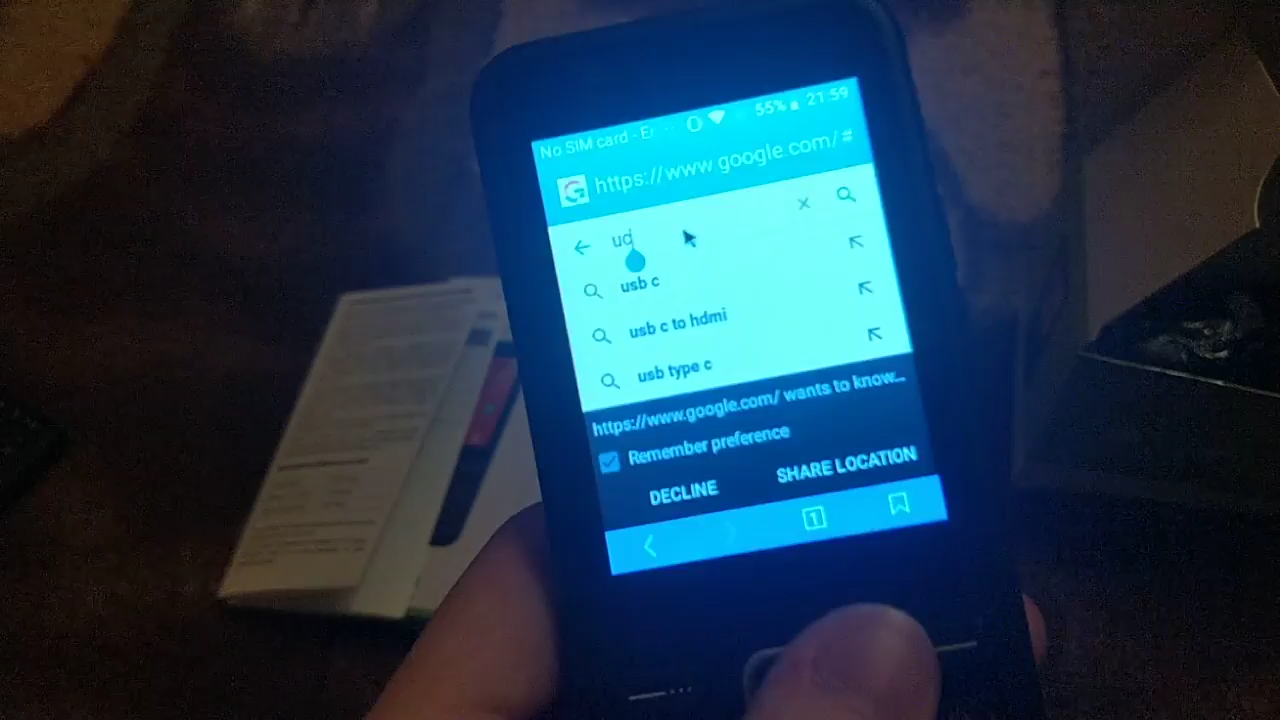 No SIM card - E
55% 21:59
https://www.google.com/#
uc
usb c
usb c to hdmi
usb type c
https://www.google.com/ wants to know...
Remember preference
DECLINE
SHARE LOCATION
1